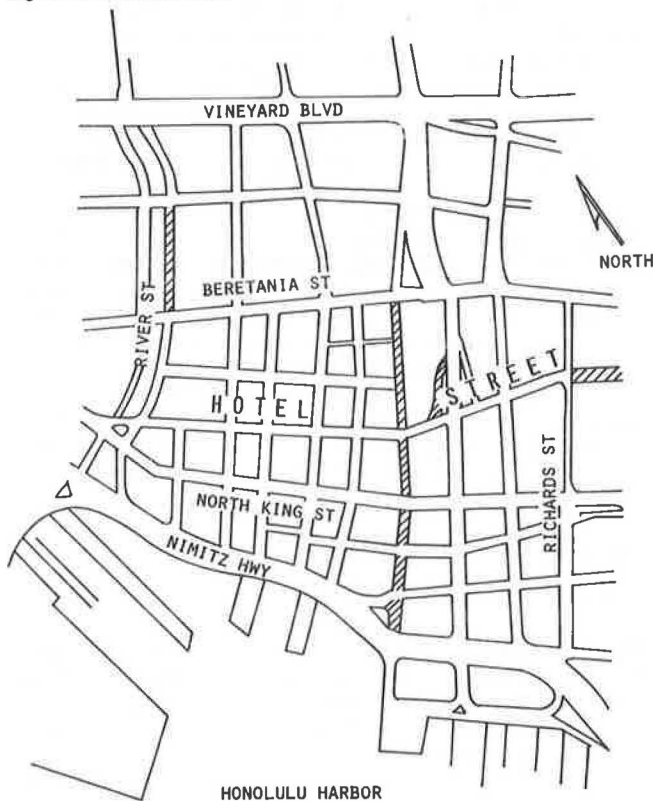 VINEYARD BLVD
NORTH
BERETANIA ST
RIVER ST
HOTEL STREET
RICHARDS ST
NORTH KING ST
NIMITZ HWY
HONOLULU HARBOR